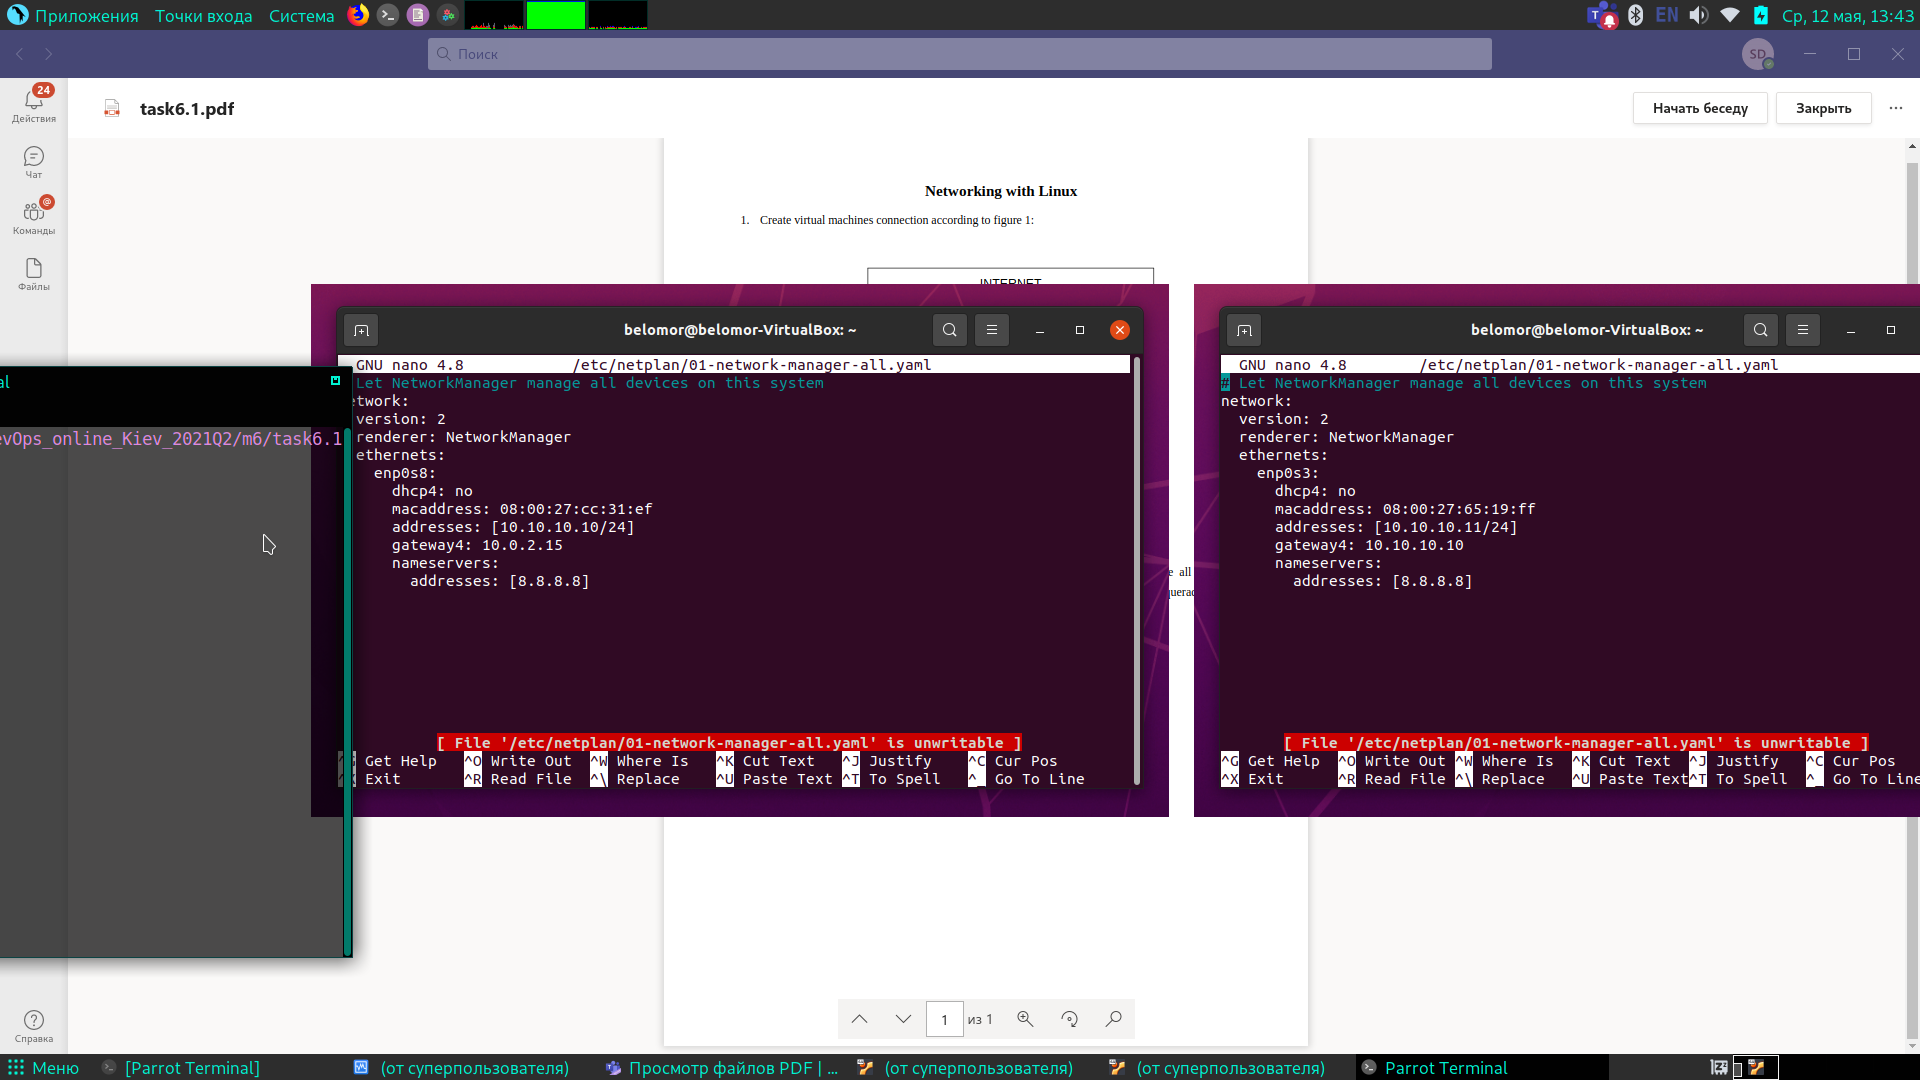 Приложения Точки входа Система EN Ср, 12 мая, 13:43
Поиск SD
24
Действия
Чат
@
Команды
Файлы
Справка
task6.1.pdf Начать беседу Закрыть
Networking with Linux
1. Create virtual machines connection according to figure 1:
INTERNET
al
evOps_online_Kiev_2021Q2/m6/task6.1
belomor@belomor-VirtualBox: ~
GNU nano 4.8 /etc/netplan/01-network-manager-all.yaml
Let NetworkManager manage all devices on this system
etwork:
version: 2
renderer: NetworkManager
ethernets:
enp0s8:
dhcp4: no
macaddress: 08:00:27:cc:31:ef
addresses: [10.10.10.10/24]
gateway4: 10.0.2.15
nameservers:
addresses: [8.8.8.8]
[ File '/etc/netplan/01-network-manager-all.yaml' is unwritable ]
Get Help ^O Write Out ^W Where Is ^K Cut Text ^J Justify ^C Cur Pos
Exit ^R Read File ^\ Replace ^U Paste Text ^T To Spell ^_ Go To Line
e all
querad
belomor@belomor-VirtualBox: ~
GNU nano 4.8 /etc/netplan/01-network-manager-all.yaml
# Let NetworkManager manage all devices on this system
network:
version: 2
renderer: NetworkManager
ethernets:
enp0s3:
dhcp4: no
macaddress: 08:00:27:65:19:ff
addresses: [10.10.10.11/24]
gateway4: 10.10.10.10
nameservers:
addresses: [8.8.8.8]
[ File '/etc/netplan/01-network-manager-all.yaml' is unwritable ]
^G Get Help ^O Write Out ^W Where Is ^K Cut Text ^J Justify ^C Cur Pos
^X Exit ^R Read File ^\ Replace ^U Paste Text ^T To Spell ^_ Go To Line
1 из 1
Меню [Parrot Terminal] (от суперпользователя) Просмотр файлов PDF | ... (от суперпользователя) (от суперпользователя) Parrot Terminal